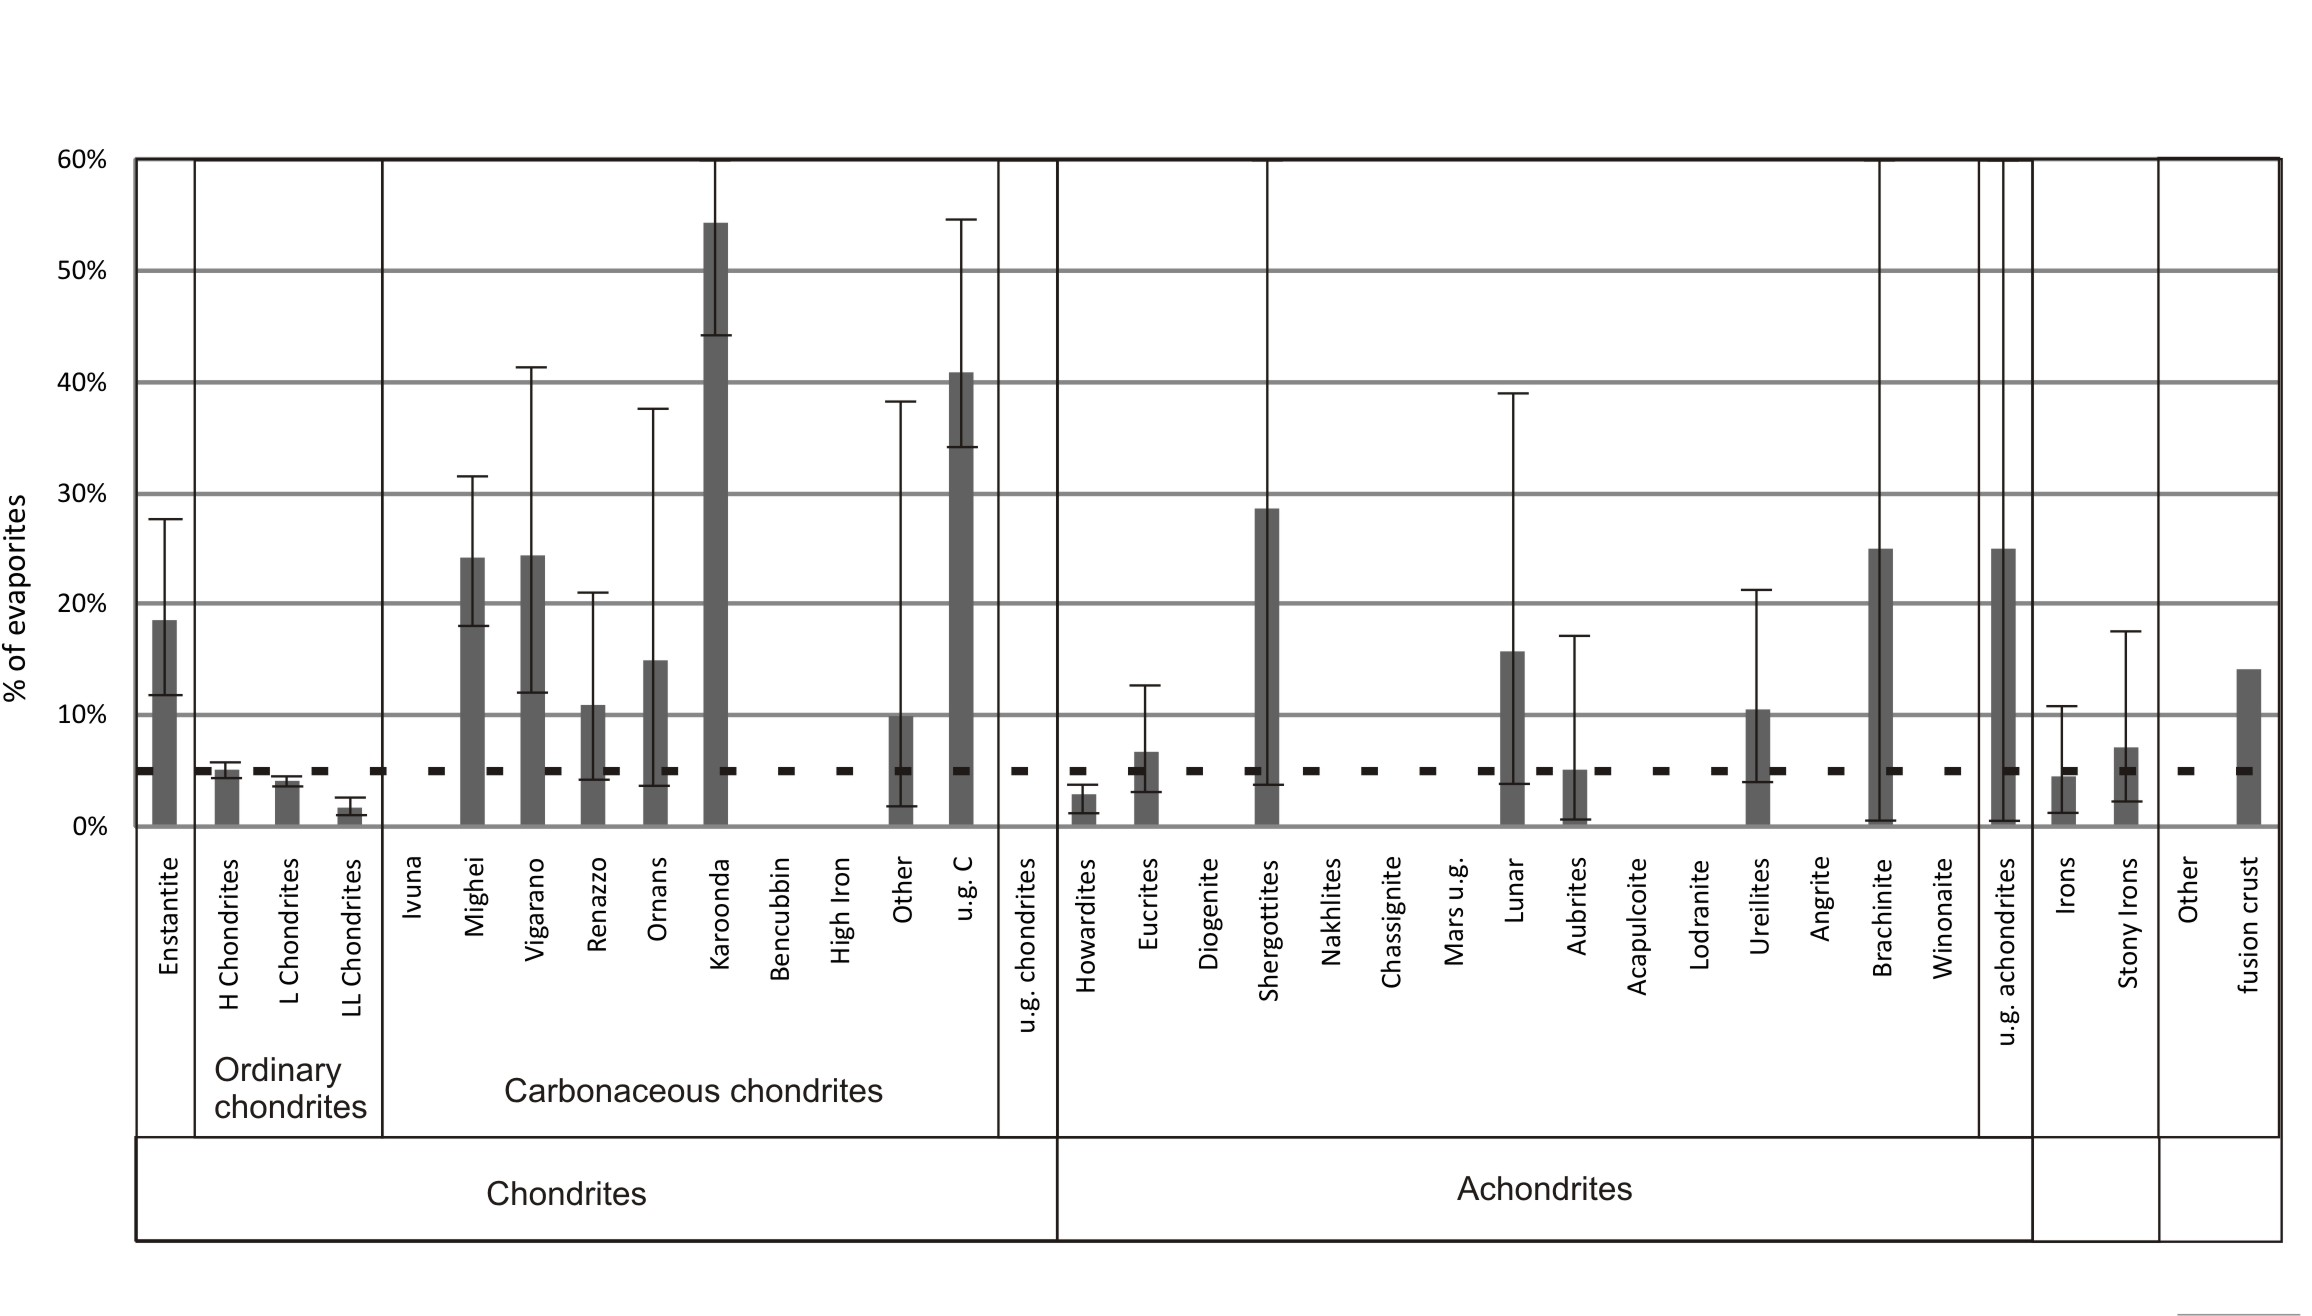 60%
50%
40%
30%
20%
10%
0%
% of evaporites
Enstantite
H Chondrites
L Chondrites
LL Chondrites
Ivuna
Mighei
Vigarano
Renazzo
Ornans
Karoonda
Bencubbin
High Iron
Other
u.g. C
u.g. chondrites
Howardites
Eucrites
Diogenite
Shergottites
Nakhlites
Chassignite
Mars u.g.
Lunar
Aubrites
Acapulcoite
Lodranite
Ureilites
Angrite
Brachinite
Winonaite
u.g. achondrites
Irons
Stony Irons
Other
fusion crust
Ordinary
chondrites
Carbonaceous chondrites
Chondrites
Achondrites